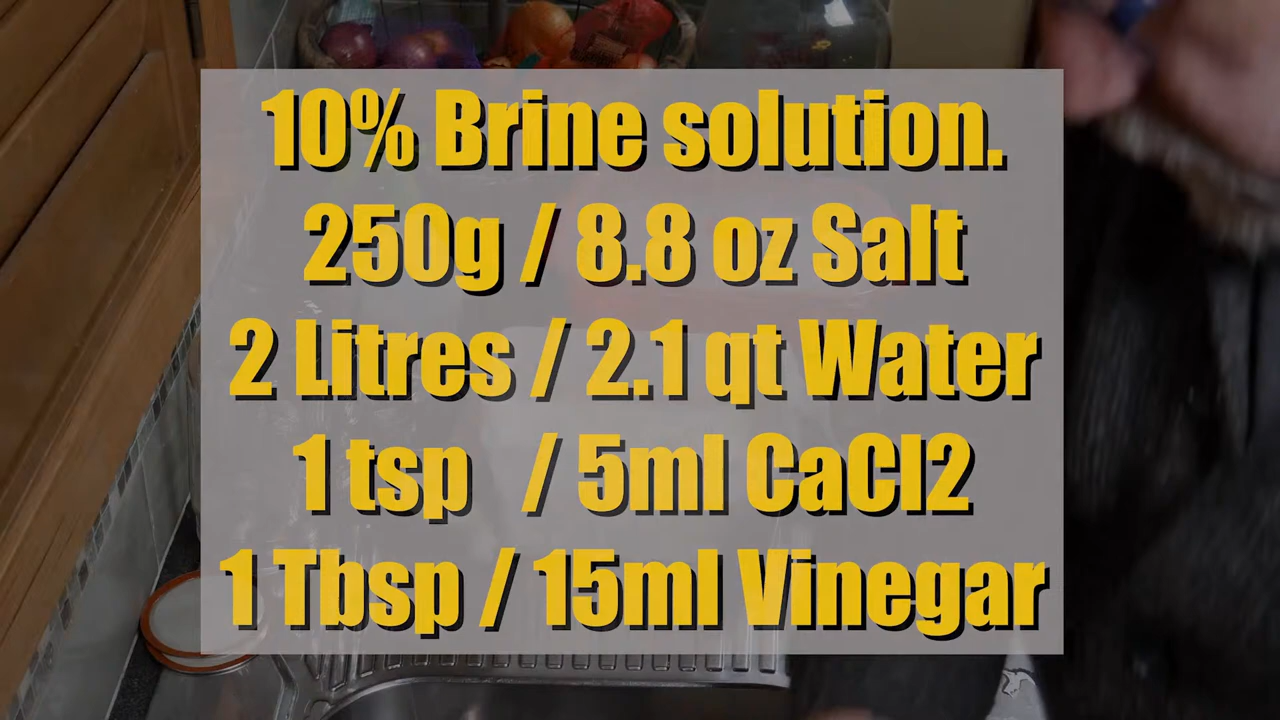 10% Brine solution.
250g / 8.8 oz Salt
2 Litres / 2.1 qt Water
1 tsp / 5ml CaCl2
1 Tbsp / 15ml Vinegar